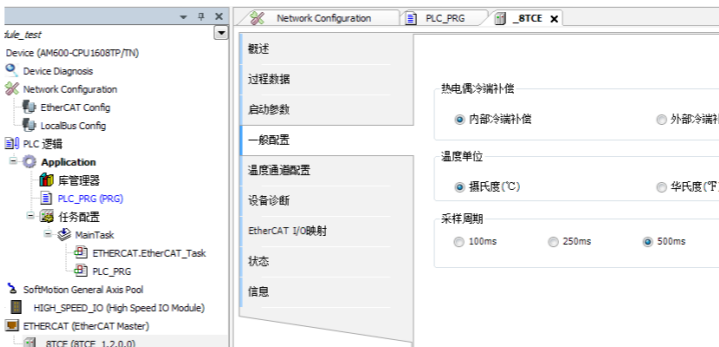 Network Configuration
PLC_PRG
_8TCE
Device (AM600-CPU1608TP/TN)
Device Diagnosis
Network Configuration
EtherCAT Config
LocalBus Config
PLC 逻辑
Application
库管理器
PLC_PRG (PRG)
任务配置
MainTask
ETHERCAT.EtherCAT_Task
PLC_PRG
SoftMotion General Axis Pool
HIGH_SPEED_IO (High Speed IO Module)
ETHERCAT (EtherCAT Master)
8TCE (8TCE_1.2.0.0)
概述
过程数据
启动参数
一般配置
温度通道配置
设备诊断
EtherCAT I/O映射
状态
信息
热电偶冷端补偿
内部冷端补偿
外部冷端补
温度单位
摄氏度(℃)
华氏度(℉
采样周期
100ms
250ms
500ms